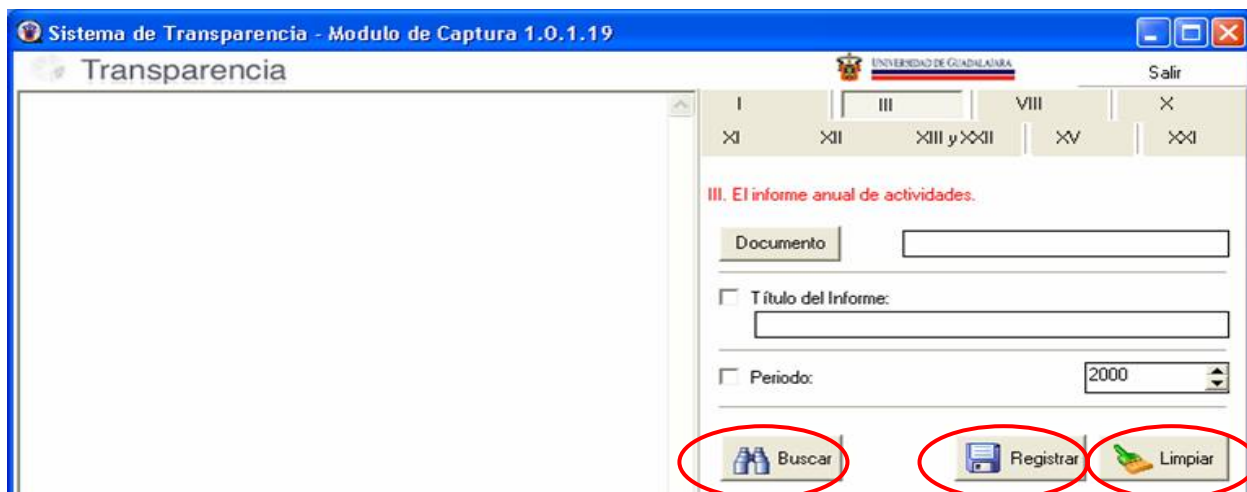 Sistema de Transparencia - Modulo de Captura 1.0.1.19
Transparencia
UNIVERSIDAD DE GUADALAJARA
Salir
I III VIII X
XI XII XIII y XXII XV XXI
III. El informe anual de actividades.
Documento
Título del Informe:
Periodo: 2000
Buscar Registrar Limpiar